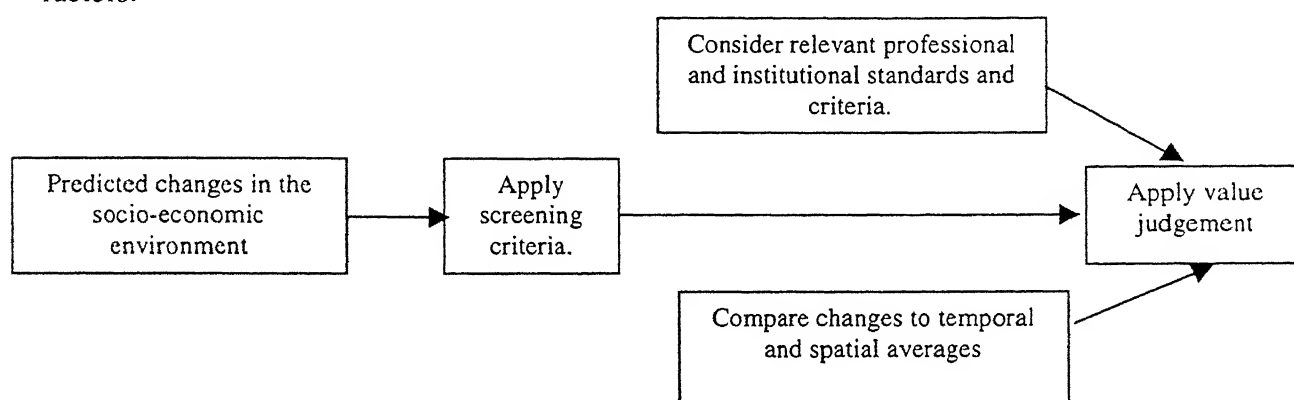 Consider relevant professional
and institutional standards and
criteria.
Predicted changes in the
socio-economic
environment
Apply
screening
criteria.
Apply value
judgement
Compare changes to temporal
and spatial averages